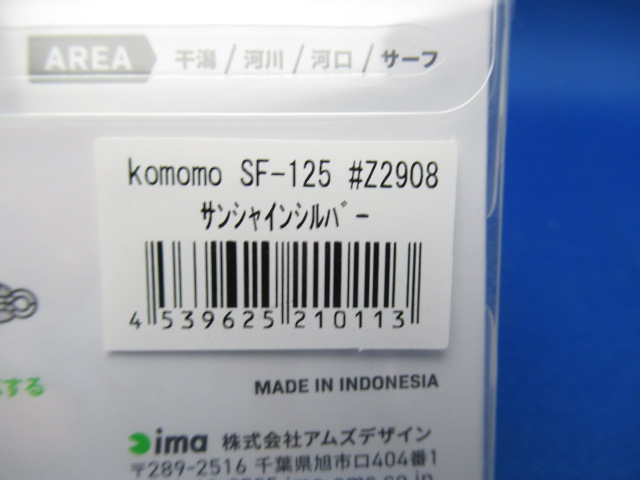 AREA 干潟 / 河川 / 河口 / サーフ
komomo SF-125 #Z2908
ｻﾝｼｬｲﾝｼﾙﾊﾞｰ
4 539625 210113
する
MADE IN INDONESIA
ima 株式会社アムズデザイン
〒289-2516 千葉県旭市ロ404番1